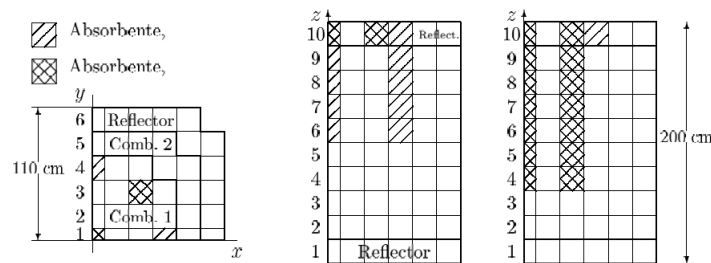 Absorbente,
Absorbente,
y
6 Reflector
5 Comb. 2
4
3
2 Comb. 1
1
x
110 cm
z
10 Reflect.
9
8
7
6
5
4
3
2
1 Reflector
z
10
9
8
7
6
5
4
3
2
1
200 cm